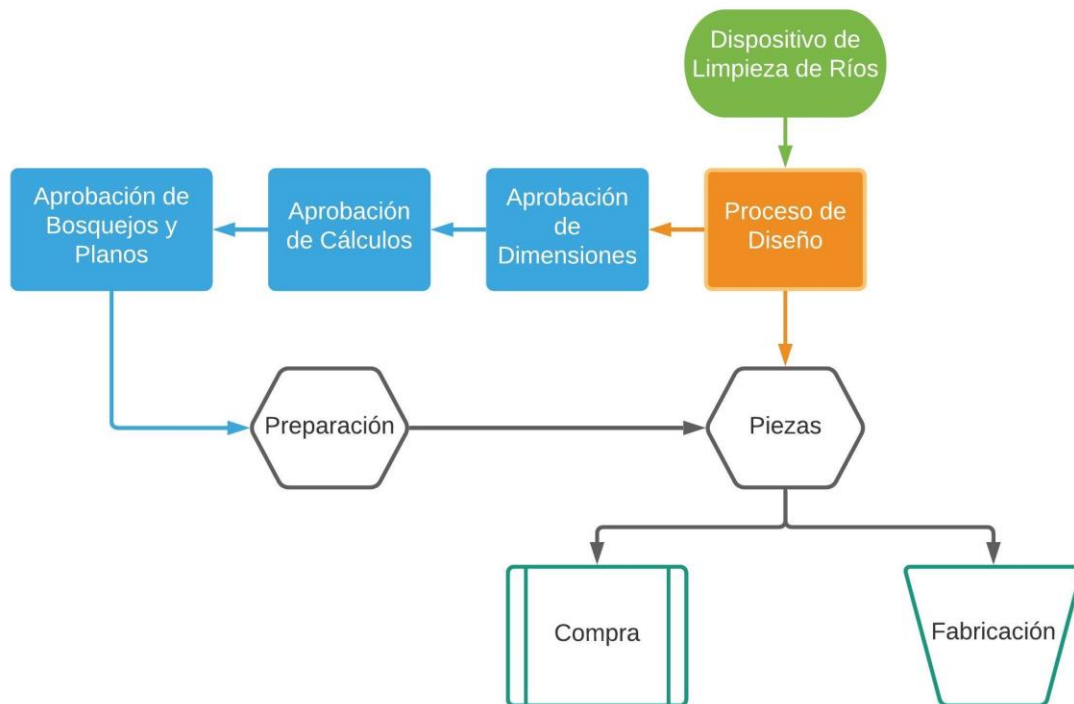 Dispositivo de
Limpieza de Ríos
Aprobación de
Bosquejos y
Planos
Aprobación
de Cálculos
Aprobación
de
Dimensiones
Proceso de
Diseño
Preparación
Piezas
Compra
Fabricación